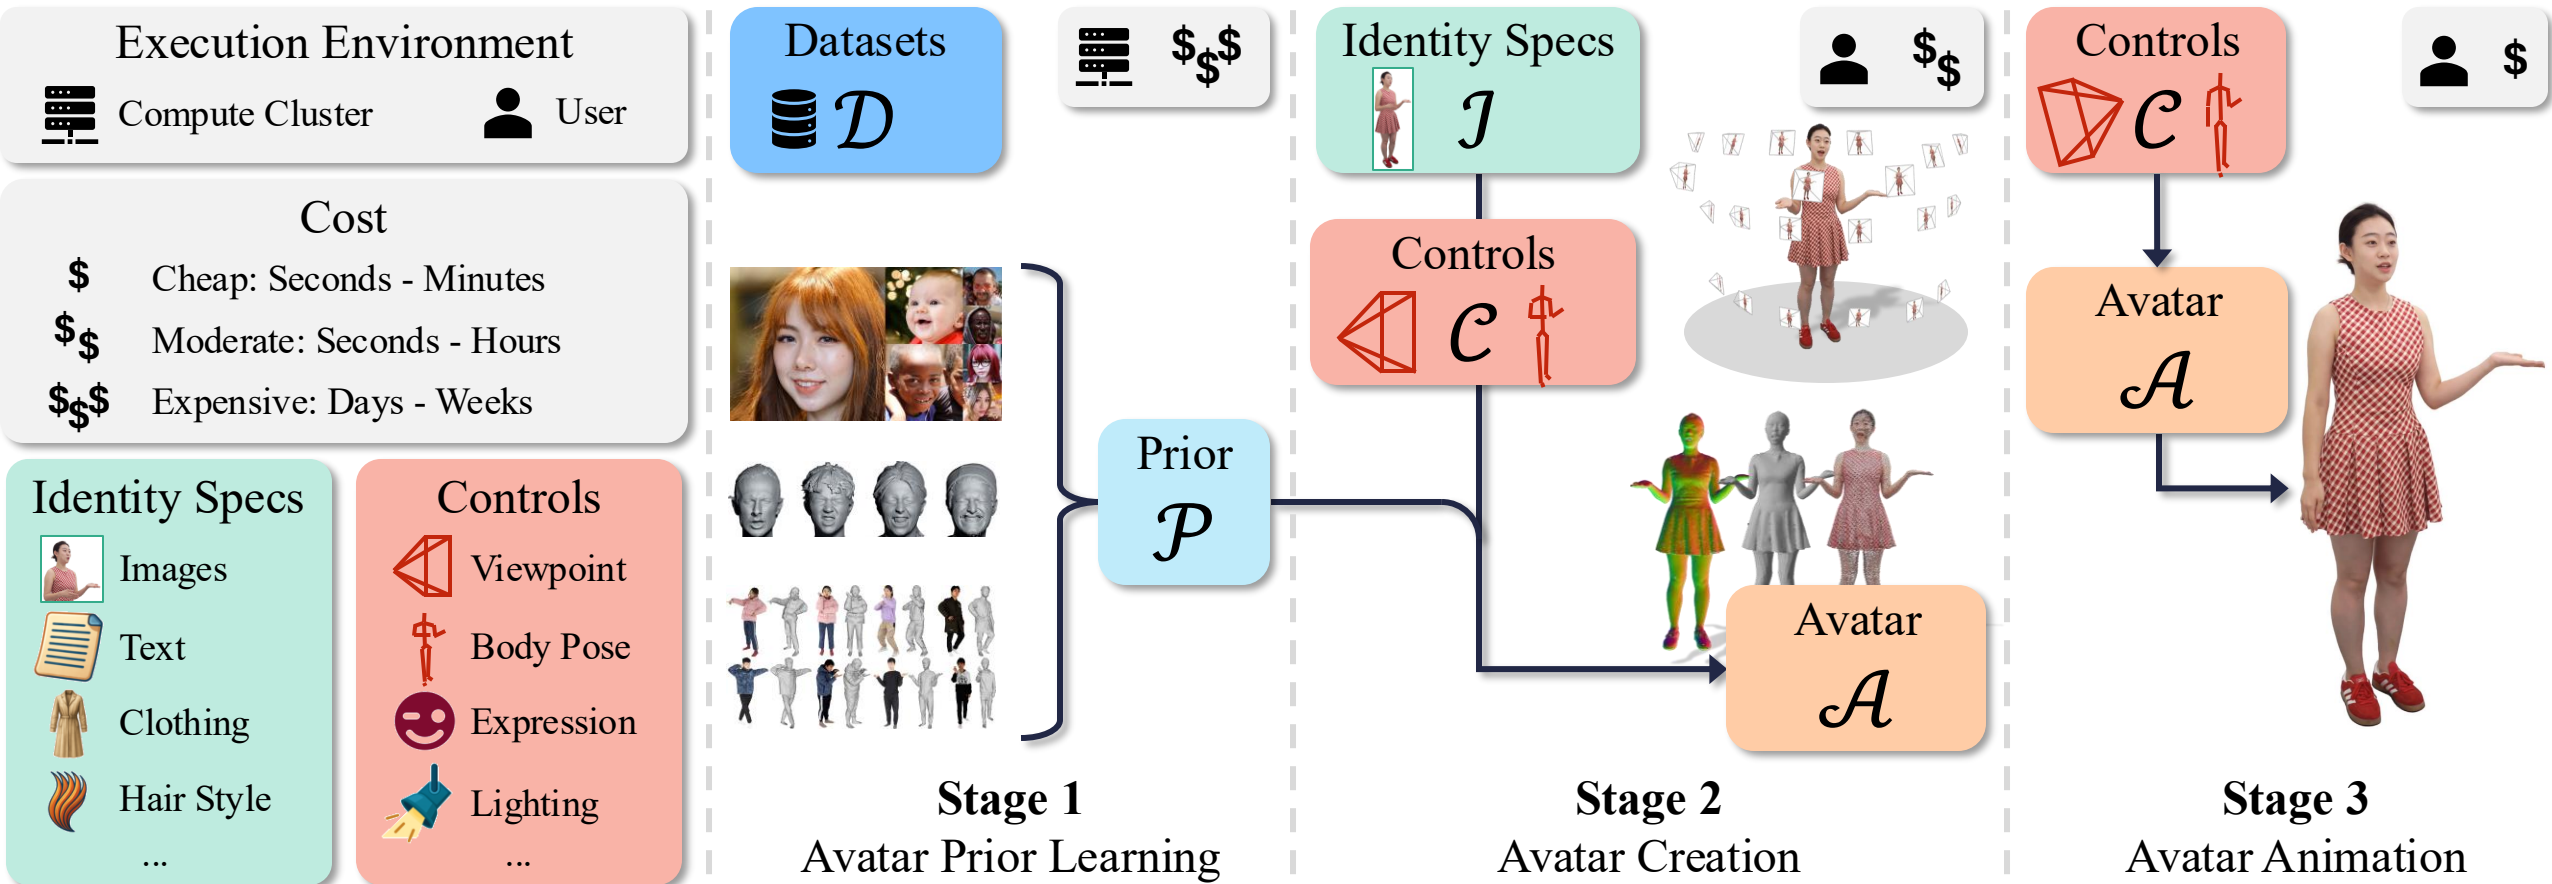 Execution Environment
Compute Cluster
User
Cost
$ Cheap: Seconds - Minutes
$$ Moderate: Seconds - Hours
$$$ Expensive: Days - Weeks
Identity Specs
Images
Text
Clothing
Hair Style
...
Controls
Viewpoint
Body Pose
Expression
Lighting
...
Datasets
𝒟
$$$
Prior
𝒫
Stage 1
Avatar Prior Learning
Identity Specs
ℐ
$$
Controls
𝒞
Avatar
𝒜
Stage 2
Avatar Creation
Controls
𝒞
$
Avatar
𝒜
Stage 3
Avatar Animation